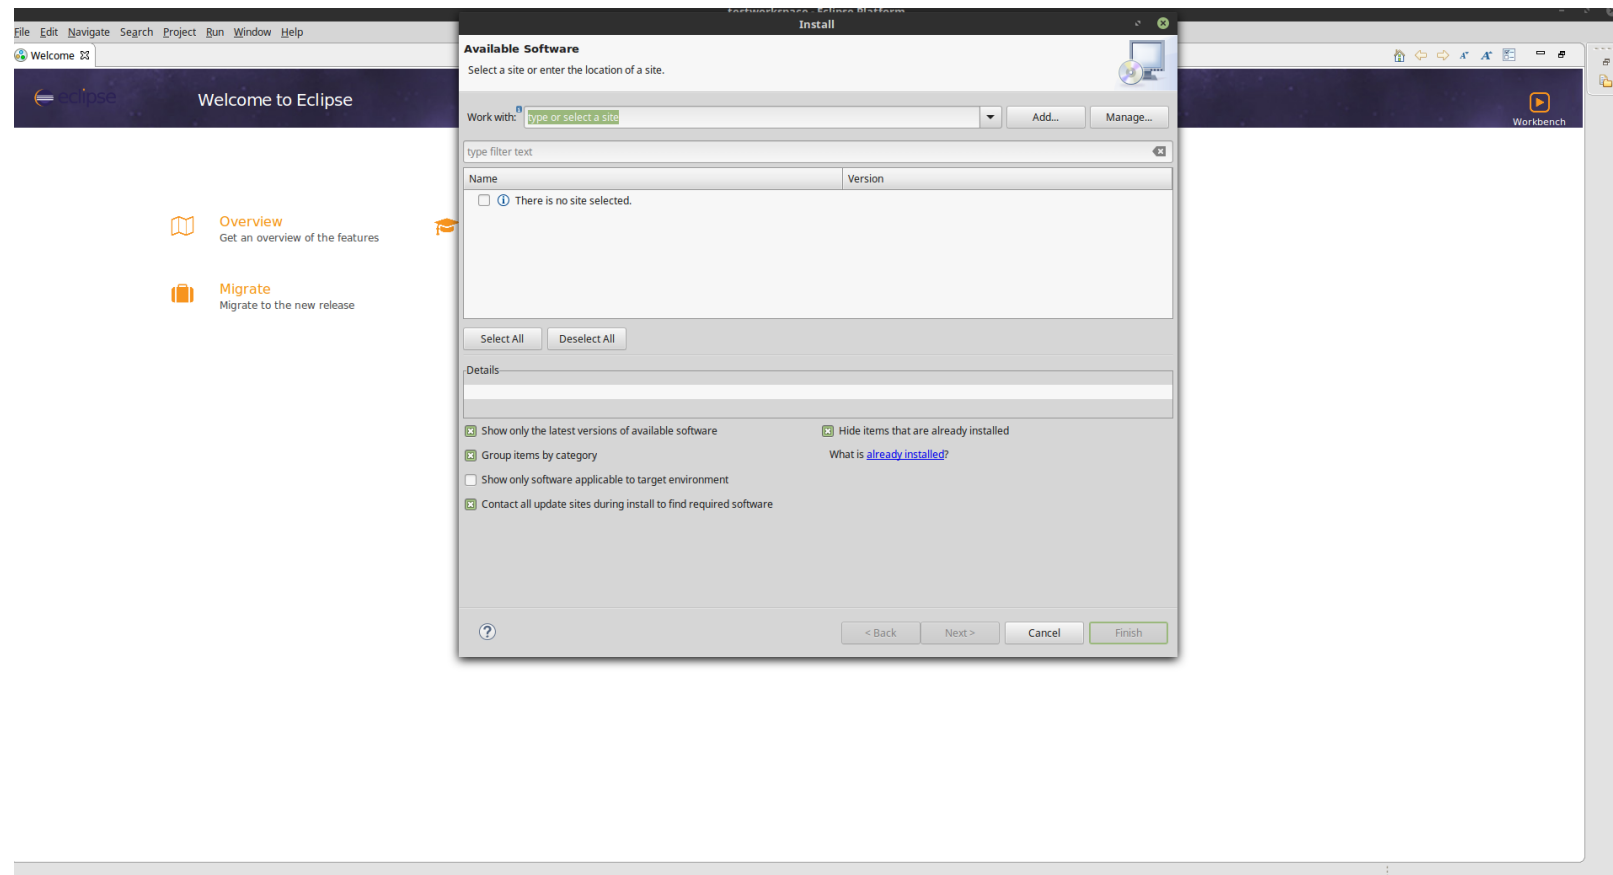 testworkspace - Eclipse Platform
Install
File Edit Navigate Search Project Run Window Help
Welcome
Available Software
Select a site or enter the location of a site.
eclipse
Welcome to Eclipse
Workbench
Work with: type or select a site
Add...
Manage...
type filter text
Name Version
There is no site selected.
Overview
Get an overview of the features
Migrate
Migrate to the new release
Select All Deselect All
Details
Show only the latest versions of available software
Hide items that are already installed
Group items by category
What is already installed?
Show only software applicable to target environment
Contact all update sites during install to find required software
< Back Next > Cancel Finish